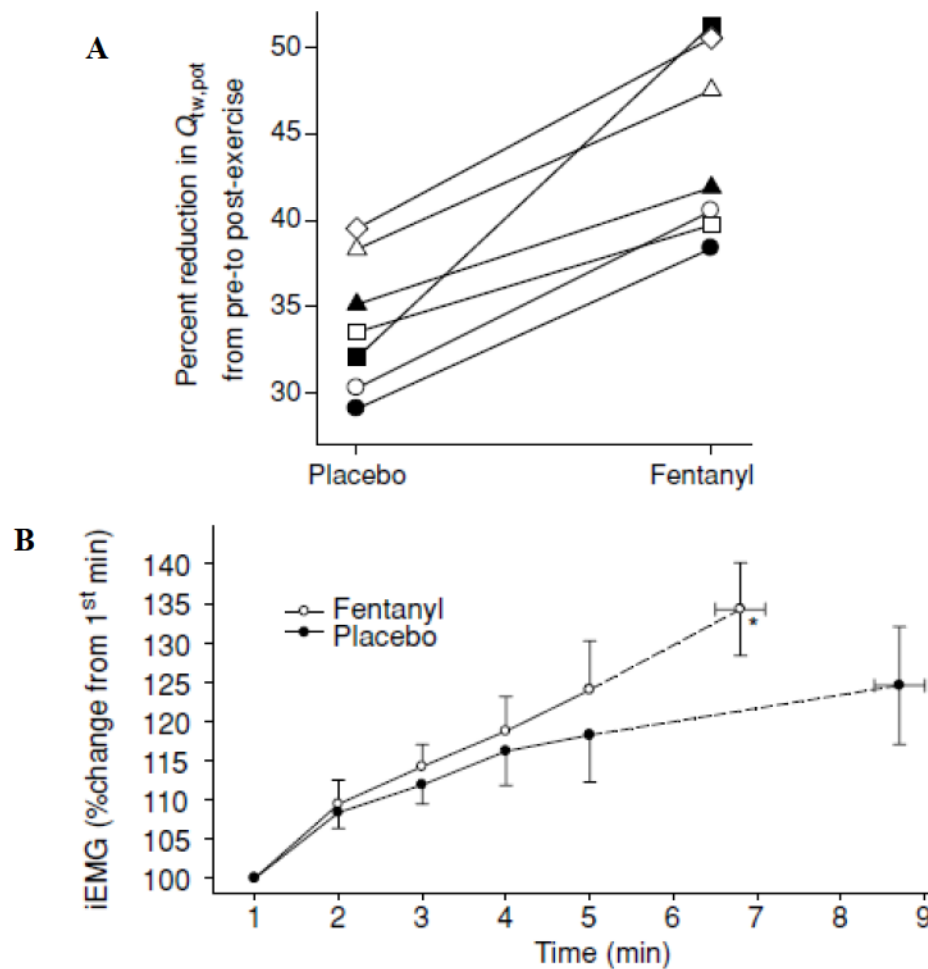 A
Percent reduction in Qtw,pot
from pre-to post-exercise
50
45
40
35
30
Placebo
Fentanyl
B
iEMG (%change from 1st min)
140
135
130
125
120
115
110
105
100
Fentanyl
Placebo
*
1 2 3 4 5 6 7 8 9
Time (min)